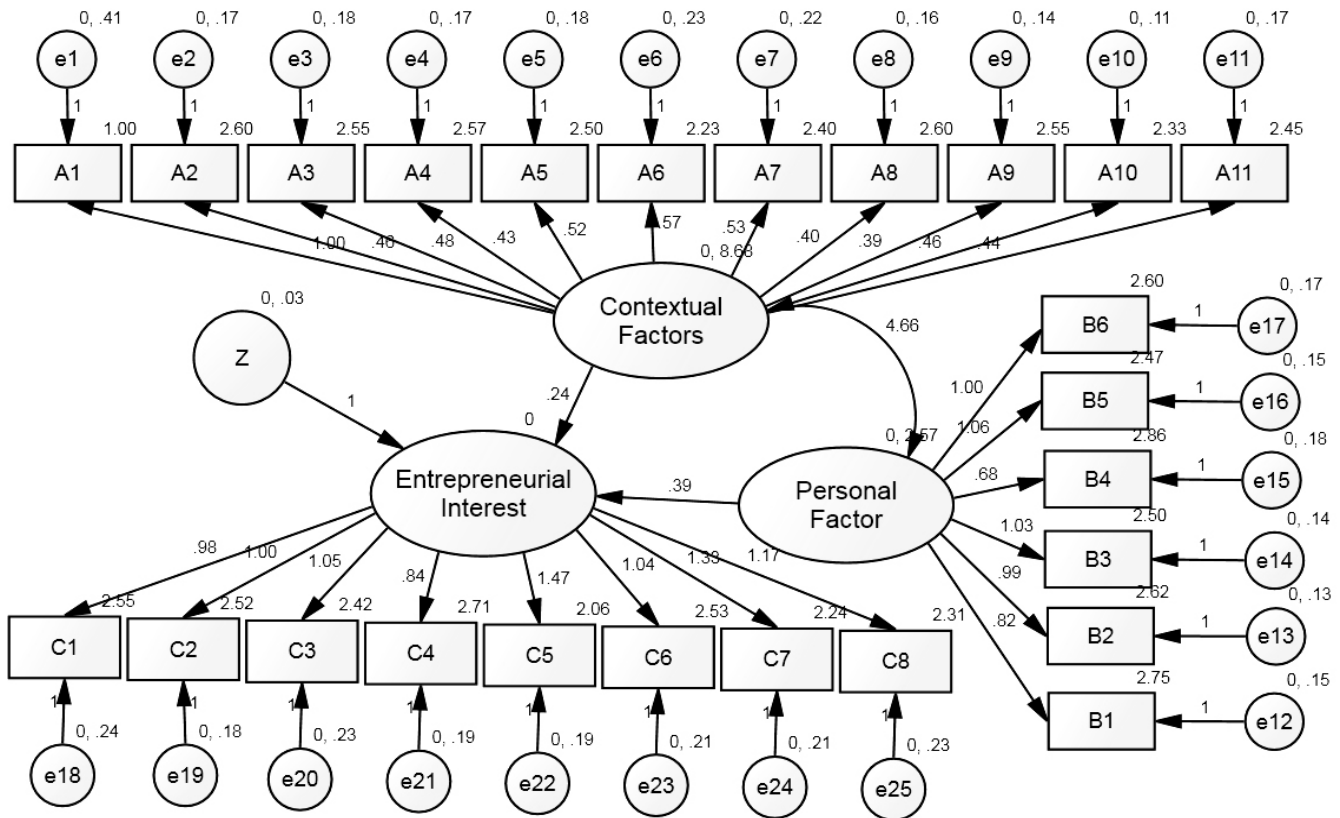 0, .41 0, .17 0, .18 0, .17 0, .18 0, .23 0, .22 0, .16 0, .14 0, .11 0, .17
e1 e2 e3 e4 e5 e6 e7 e8 e9 e10 e11
1 1 1 1 1 1 1 1 1 1 1
1.00 2.60 2.55 2.57 2.50 2.23 2.40 2.60 2.55 2.33 2.45
A1 A2 A3 A4 A5 A6 A7 A8 A9 A10 A11
1.00 .48 .43 .52 .57 .53 .40 .39 .46 .44
0, 8.68
Contextual
Factors
0, .03
Z
1
.24
0
4.66
Entrepreneurial
Interest
.39
Personal
Factor
2.60 0, .17
B6 1 e17
1.00
2.47 0, .15
B5 1 e16
1.06
2.86 0, .18
B4 1 e15
.68
2.50 0, .14
B3 1 e14
1.03
2.62 0, .13
B2 1 e13
.99
2.75 0, .15
B1 1 e12
.82
.98 1.00 1.05 .84 1.47 1.04 1.17
2.55 2.52 2.42 2.71 2.06 2.53 2.24 2.31
C1 C2 C3 C4 C5 C6 C7 C8
1 1 1 1 1 1 1 1
0, .24 0, .18 0, .23 0, .19 0, .19 0, .21 0, .21 0, .23
e18 e19 e20 e21 e22 e23 e24 e25